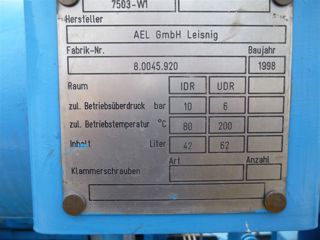 7503-W1
Hersteller
AEL GmbH Leisnig
Fabrik-Nr. Baujahr
8.0045.920 1998
Raum IDR UDR
zul. Betriebsüberdruck bar 10 6
zul. Betriebstemperatur °C 80 200
Inhalt Liter 42 62
Art Anzahl
Klammerschrauben